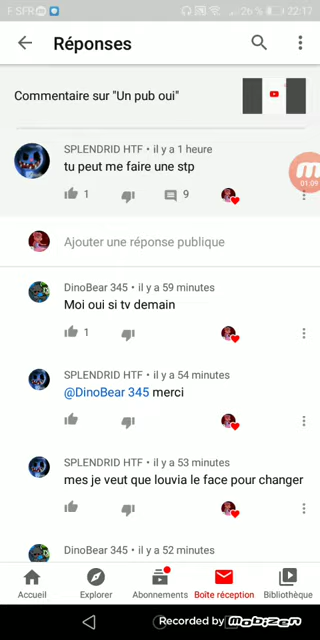 F SFR 26 % 22:17
Réponses
Commentaire sur "Un pub oui"
SPLENDRID HTF • il y a 1 heure
tu peut me faire une stp
1 9
01:09
Ajouter une réponse publique
DinoBear 345 • il y a 59 minutes
Moi oui si tv demain
1
SPLENDRID HTF • il y a 54 minutes
@DinoBear 345 merci
SPLENDRID HTF • il y a 53 minutes
mes je veut que louvia le face pour changer
DinoBear 345 • il y a 52 minutes
Accueil Explorer Abonnements Boîte réception Bibliothèque
Recorded by Mobizen